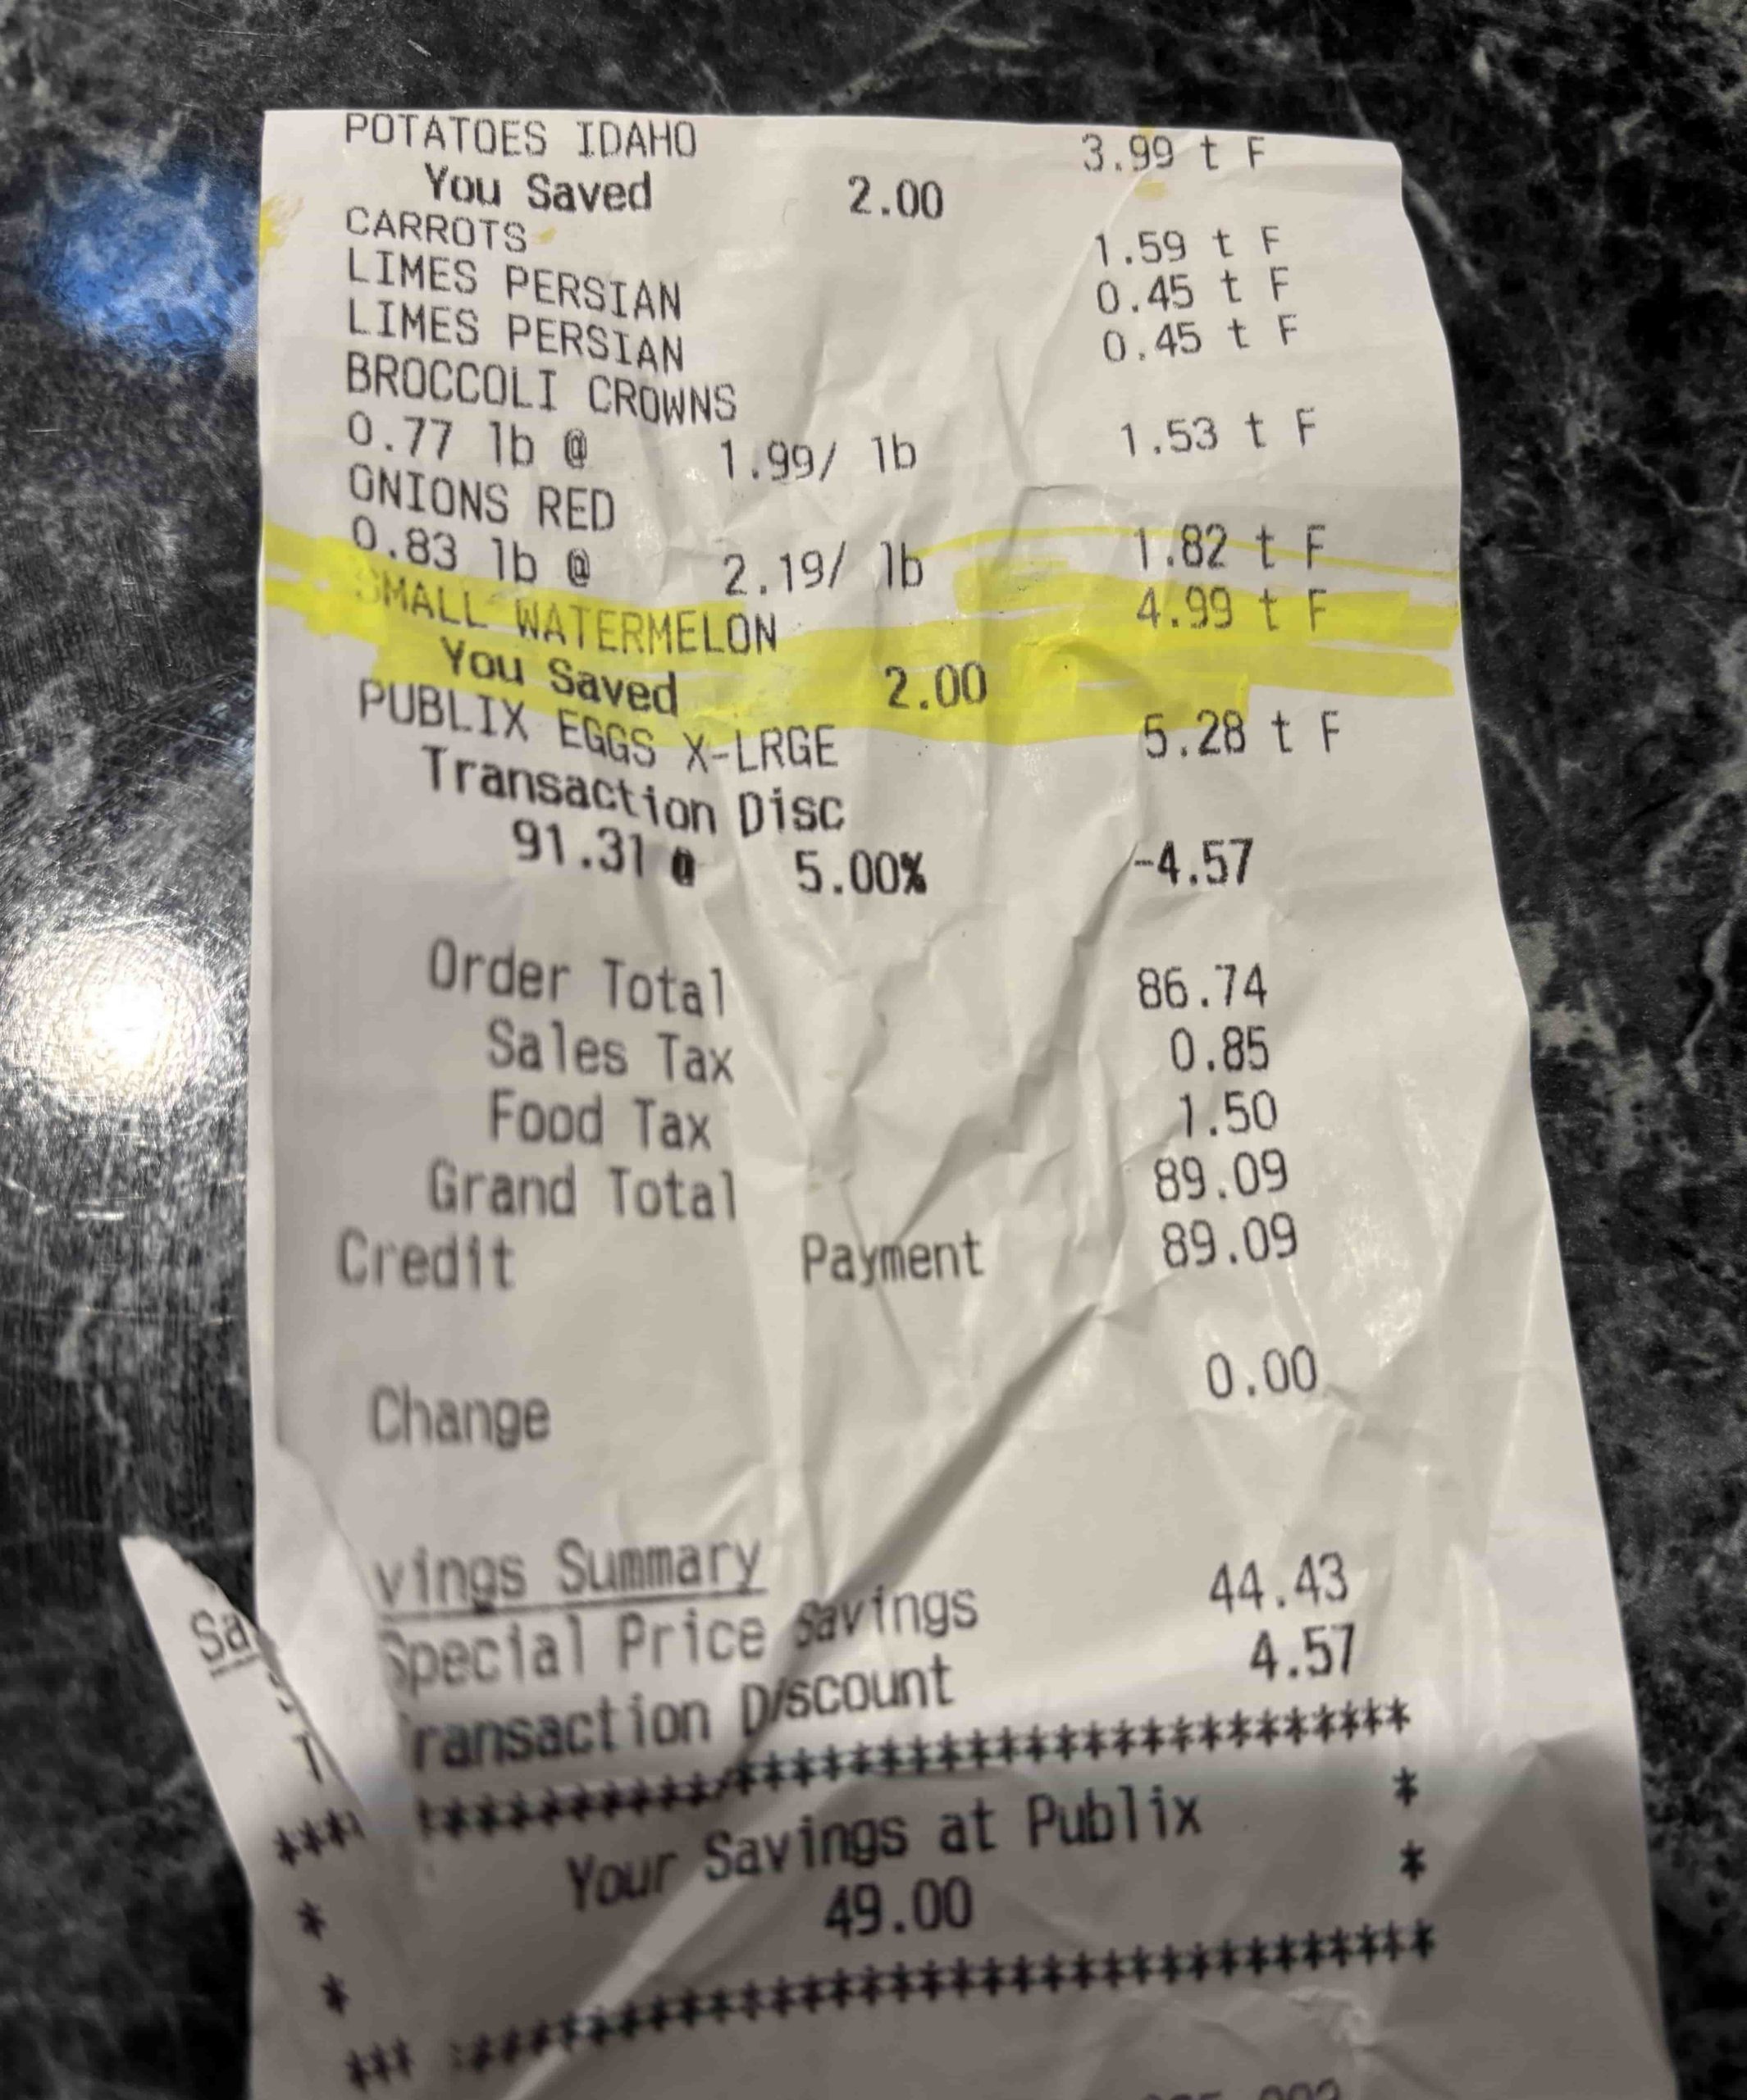 POTATOES IDAHO 3.99 t F
You Saved 2.00
CARROTS 1.59 t F
LIMES PERSIAN 0.45 t F
LIMES PERSIAN 0.45 t F
BROCCOLI CROWNS
0.77 lb @ 1.99/ lb 1.53 t F
ONIONS RED
0.83 lb @ 2.19/ lb 1.82 t F
SMALL WATERMELON 4.99 t F
You Saved 2.00
PUBLIX EGGS X-LRGE 5.28 t F
Transaction Disc
91.31 @ 5.00% -4.57
Order Total 86.74
Sales Tax 0.85
Food Tax 1.50
Grand Total 89.09
Credit Payment 89.09
Change 0.00
Savings Summary
Special Price Savings 44.43
Transaction Discount 4.57
Your Savings at Publix
49.00